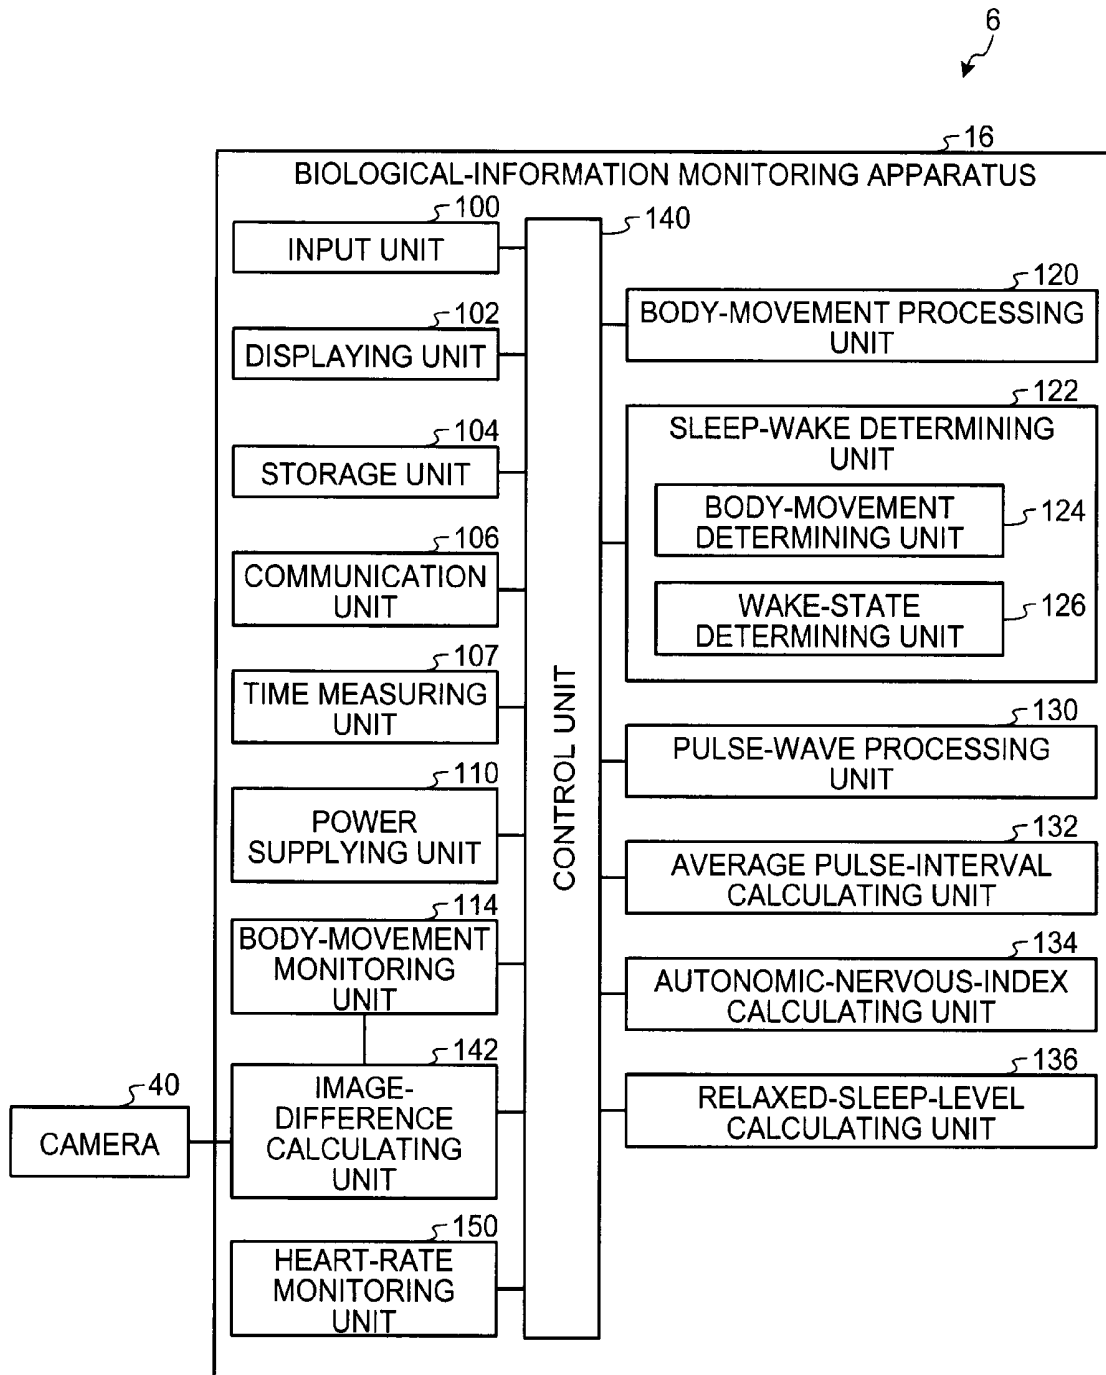 6
16
BIOLOGICAL-INFORMATION MONITORING APPARATUS
100
INPUT UNIT
102
DISPLAYING UNIT
104
STORAGE UNIT
106
COMMUNICATION
UNIT
107
TIME MEASURING
UNIT
110
POWER
SUPPLYING UNIT
114
BODY-MOVEMENT
MONITORING
UNIT
142
IMAGE-
DIFFERENCE
CALCULATING
UNIT
40
CAMERA
150
HEART-RATE
MONITORING
UNIT
140
CONTROL UNIT
120
BODY-MOVEMENT PROCESSING
UNIT
122
SLEEP-WAKE DETERMINING
UNIT
BODY-MOVEMENT
DETERMINING UNIT
124
WAKE-STATE
DETERMINING UNIT
126
130
PULSE-WAVE PROCESSING
UNIT
132
AVERAGE PULSE-INTERVAL
CALCULATING UNIT
134
AUTONOMIC-NERVOUS-INDEX
CALCULATING UNIT
136
RELAXED-SLEEP-LEVEL
CALCULATING UNIT